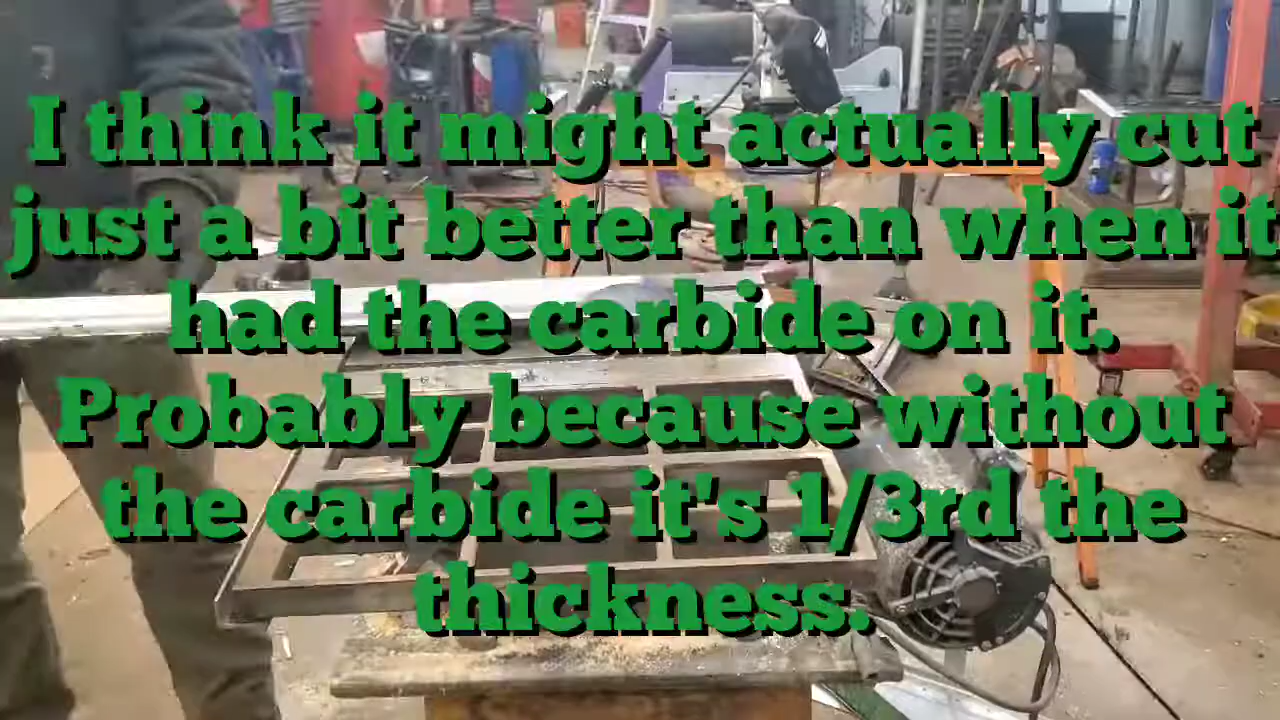 I think it might actually cut
just a bit better than when it
had the carbide on it.
Probably because without
the carbide it's 1/3rd the
thickness.